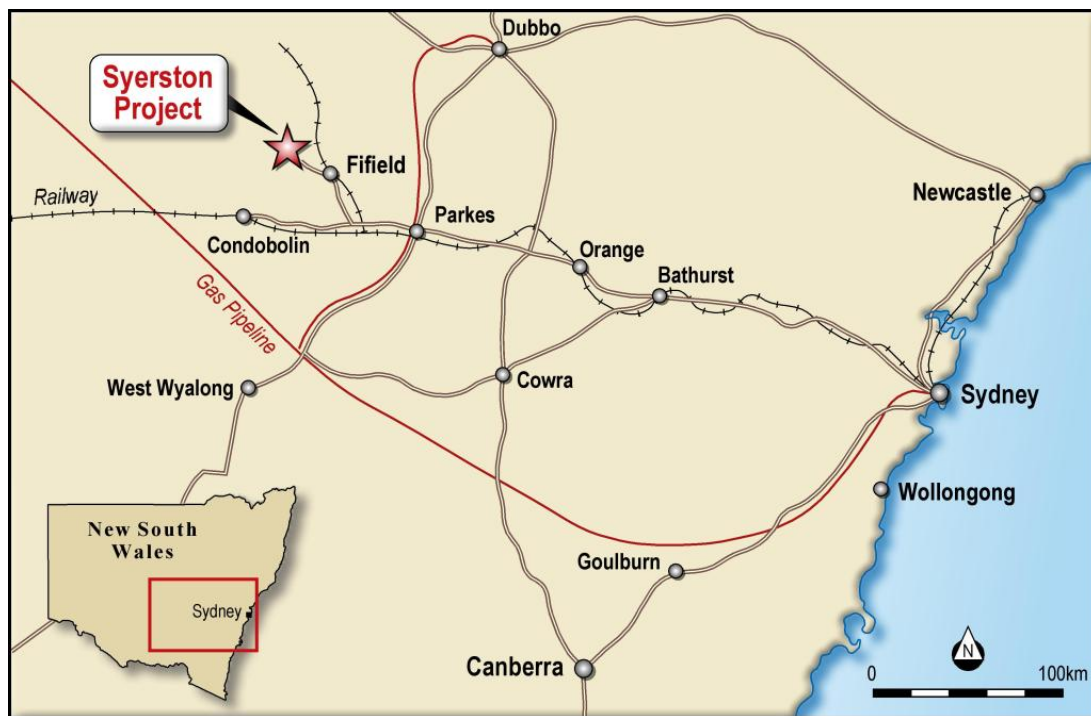 Dubbo
Syerston
Project
Fifield
Newcastle
Railway
Parkes
Condobolin
Orange
Bathurst
Gas Pipeline
West Wyalong
Cowra
Sydney
Wollongong
New South
Wales
Goulburn
Sydney
Canberra
N
0 100km